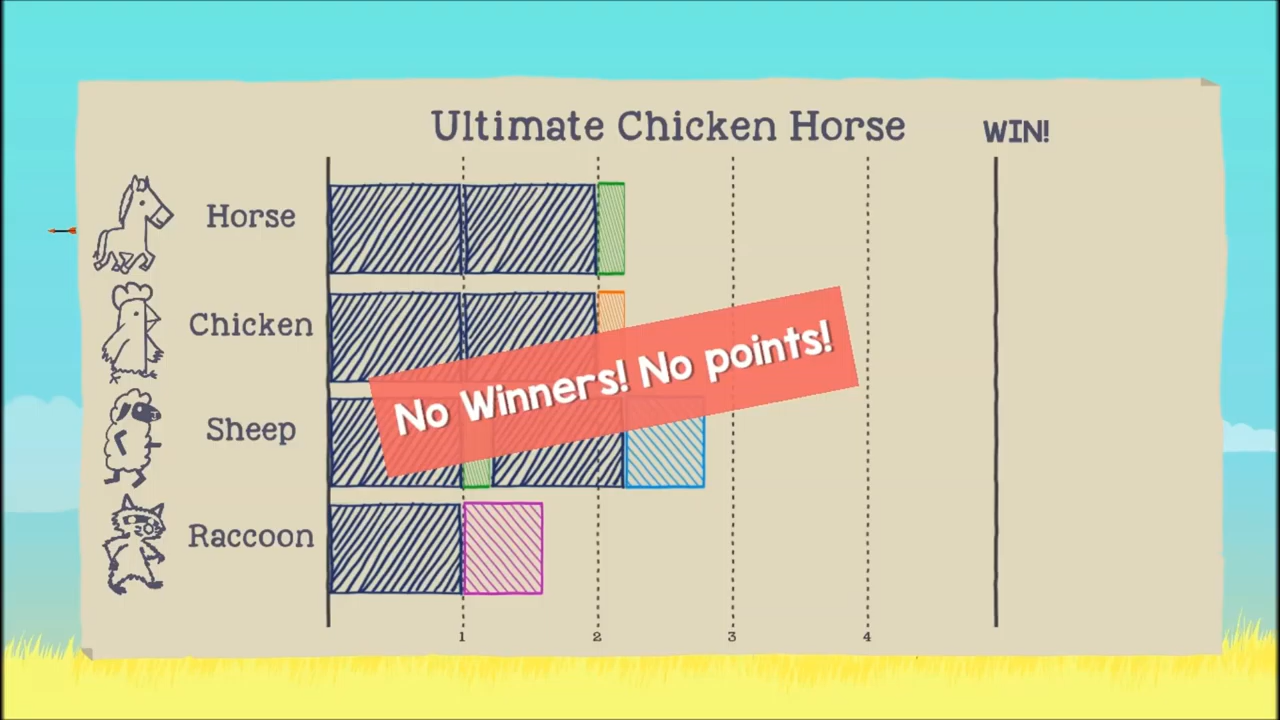 Ultimate Chicken Horse
WIN!
Horse
Chicken
No Winners! No points!
Sheep
Raccoon
1 2 3 4